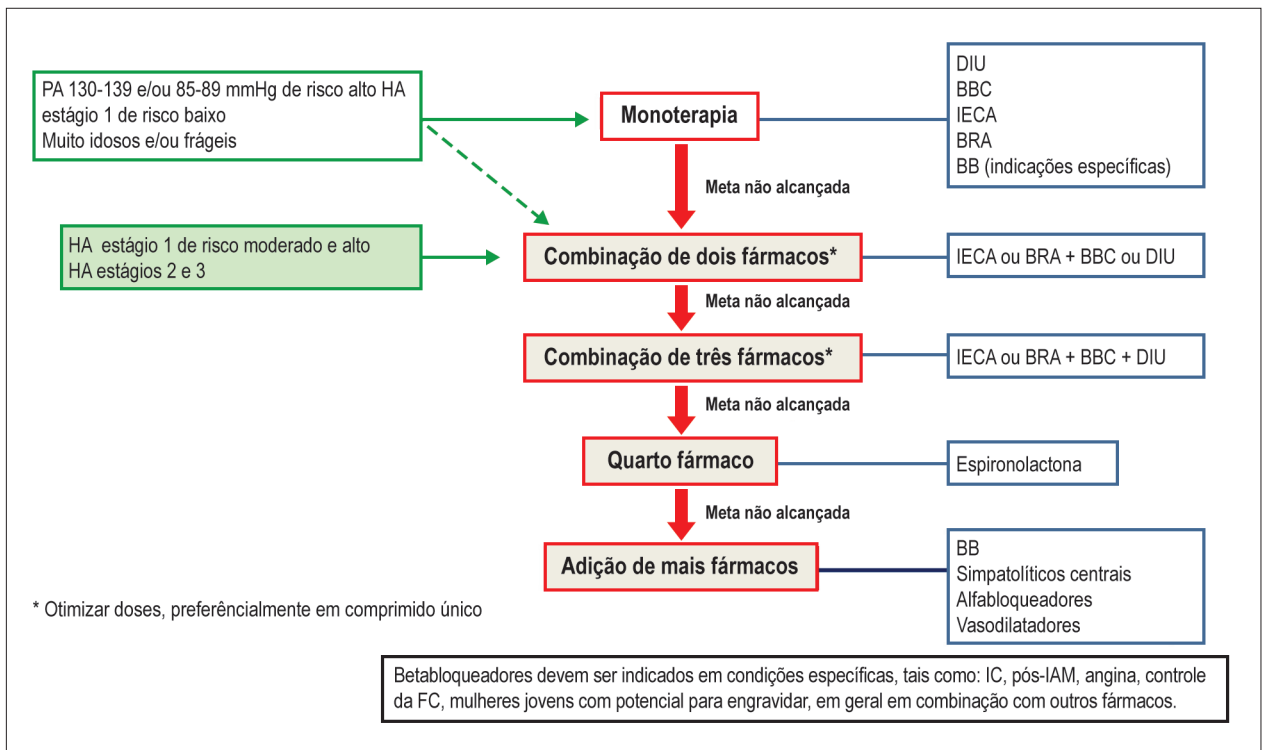 PA 130-139 e/ou 85-89 mmHg de risco alto HA
estágio 1 de risco baixo
Muito idosos e/ou frágeis
Monoterapia
DIU
BBC
IECA
BRA
BB (indicações específicas)
Meta não alcançada
HA estágio 1 de risco moderado e alto
HA estágios 2 e 3
Combinação de dois fármacos*
IECA ou BRA + BBC ou DIU
Meta não alcançada
Combinação de três fármacos*
IECA ou BRA + BBC + DIU
Meta não alcançada
Quarto fármaco
Espironolactona
Meta não alcançada
Adição de mais fármacos
BB
Simpatolíticos centrais
Alfabloqueadores
Vasodilatadores
* Otimizar doses, preferêncialmente em comprimido único
Betabloqueadores devem ser indicados em condições específicas, tais como: IC, pós-IAM, angina, controle
da FC, mulheres jovens com potencial para engravidar, em geral em combinação com outros fármacos.